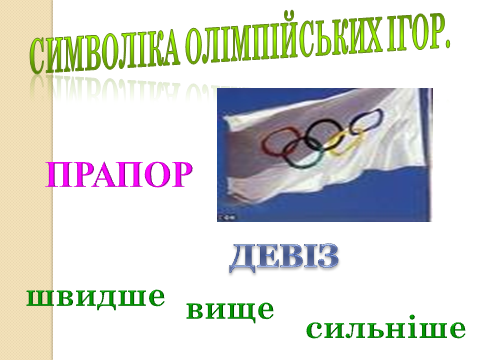 СИМВОЛІКА ОЛІМПІЙСЬКИХ ІГОР.
ПРАПОР
ДЕВІЗ
швидше
вище
сильніше